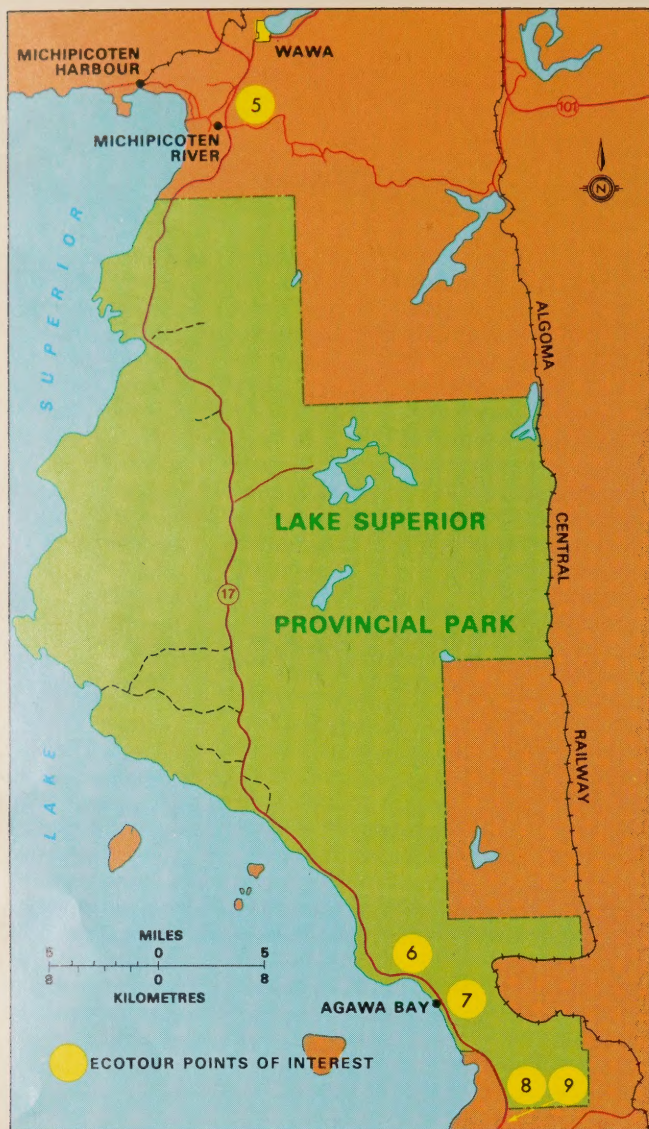 MICHIPICOTEN
HARBOUR
WAWA
5
101
MICHIPICOTEN
RIVER
N
LAKE SUPERIOR
ALGOMA CENTRAL RAILWAY
LAKE SUPERIOR
PROVINCIAL PARK
17
MILES
5 0 5
8 0 8
KILOMETRES
6
AGAWA BAY
7
ECOTOUR POINTS OF INTEREST
8 9